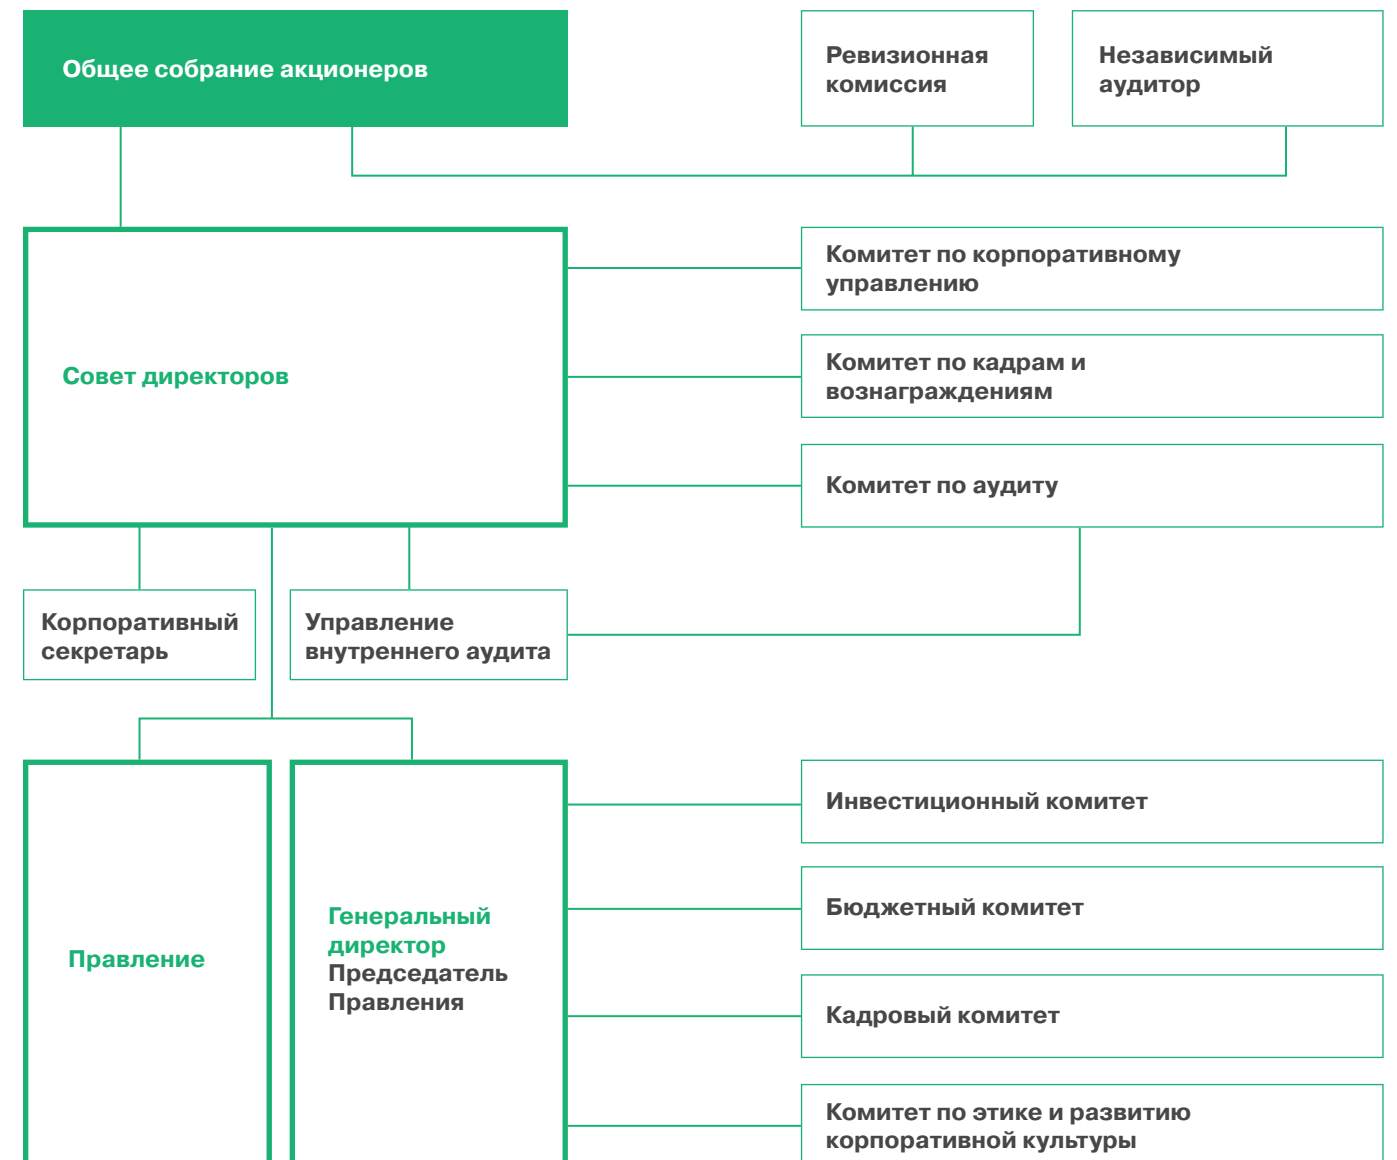 Общее собрание акционеров
Ревизионная
комиссия
Независимый
аудитор
Комитет по корпоративному
управлению
Совет директоров
Комитет по кадрам и
вознаграждениям
Комитет по аудиту
Корпоративный
секретарь
Управление
внутреннего аудита
Правление
Генеральный
директор
Председатель
Правления
Инвестиционный комитет
Бюджетный комитет
Кадровый комитет
Комитет по этике и развитию
корпоративной культуры